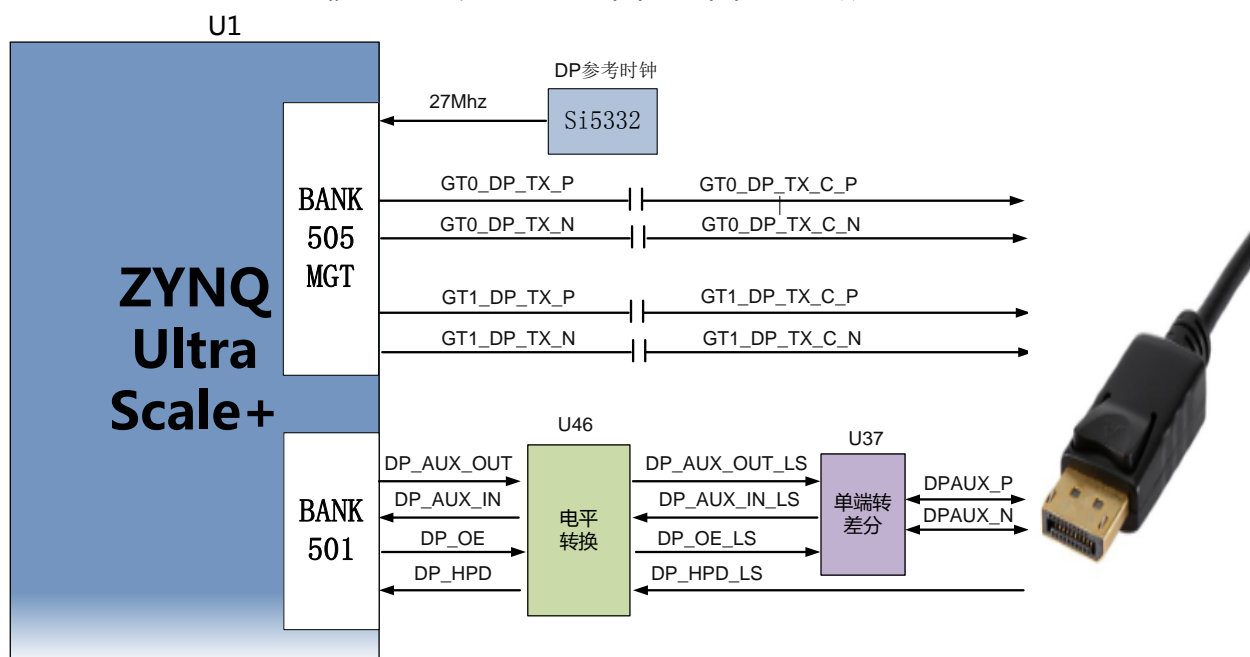 U1
DP参考时钟
27Mhz
Si5332
GT0_DP_TX_P
GT0_DP_TX_C_P
BANK
505
MGT
GT0_DP_TX_N
GT0_DP_TX_C_N
ZYNQ
Ultra
Scale+
GT1_DP_TX_P
GT1_DP_TX_C_P
GT1_DP_TX_N
GT1_DP_TX_C_N
U46
U37
BANK
501
DP_AUX_OUT
DP_AUX_IN
DP_OE
DP_HPD
电平
转换
DP_AUX_OUT_LS
DP_AUX_IN_LS
DP_OE_LS
DP_HPD_LS
单端转
差分
DPAUX_P
DPAUX_N